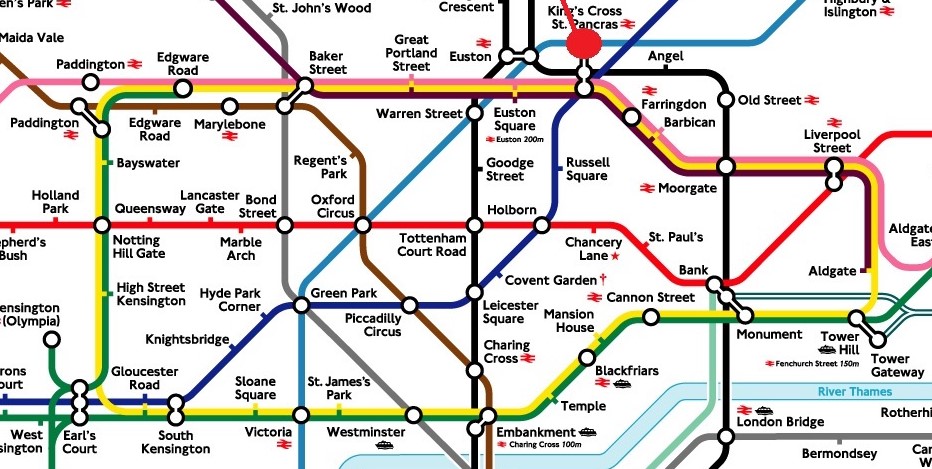 en's Park
St. John's Wood
Crescent
King's Cross
St. Pancras
Highbury &
Islington
Maida Vale
Paddington
Edgware
Road
Baker
Street
Great
Portland
Street
Euston
Angel
Paddington
Edgware
Road
Marylebone
Warren Street
Euston
Square
Euston 200m
Farringdon
Barbican
Old Street
Liverpool
Street
Bayswater
Regent's
Park
Goodge
Street
Russell
Square
Moorgate
Holland
Park
Queensway
Lancaster
Gate
Bond
Street
Oxford
Circus
Holborn
epherd's
Bush
Notting
Hill Gate
Marble
Arch
Tottenham
Court Road
Chancery
Lane
St. Paul's
Aldgate
East
Bank
Aldgate
High Street
Kensington
Hyde Park
Corner
Green Park
Covent Garden
Cannon Street
Kensington
(Olympia)
Piccadilly
Circus
Leicester
Square
Mansion
House
Monument
Tower
Hill
Fenchurch Street 150m
Tower
Gateway
Knightsbridge
Charing
Cross
Blackfriars
rons
ourt
Gloucester
Road
Sloane
Square
St. James's
Park
Temple
River Thames
West
sington
Earl's
Court
South
Kensington
Victoria
Westminster
Embankment
Charing Cross 100m
London Bridge
Rotherhi
Bermondsey
Can
W